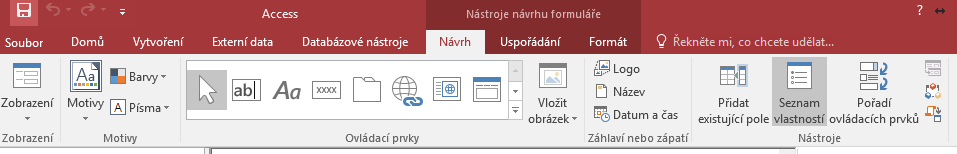 Access
Nástroje návrhu formuláře
?
Soubor
Domů
Vytvoření
Externí data
Databázové nástroje
Návrh
Uspořádání
Formát
Řekněte mi, co chcete udělat...
Zobrazení
Zobrazení
Aa
Motivy
Barvy
A
Písma
Motivy
ab
Aa
XXXX
Ovládací prvky
Vložit
obrázek
Logo
Název
Datum a čas
Záhlaví nebo zápatí
Přidat
existující pole
Seznam
vlastností
Pořadí
ovládacích prvků
Nástroje